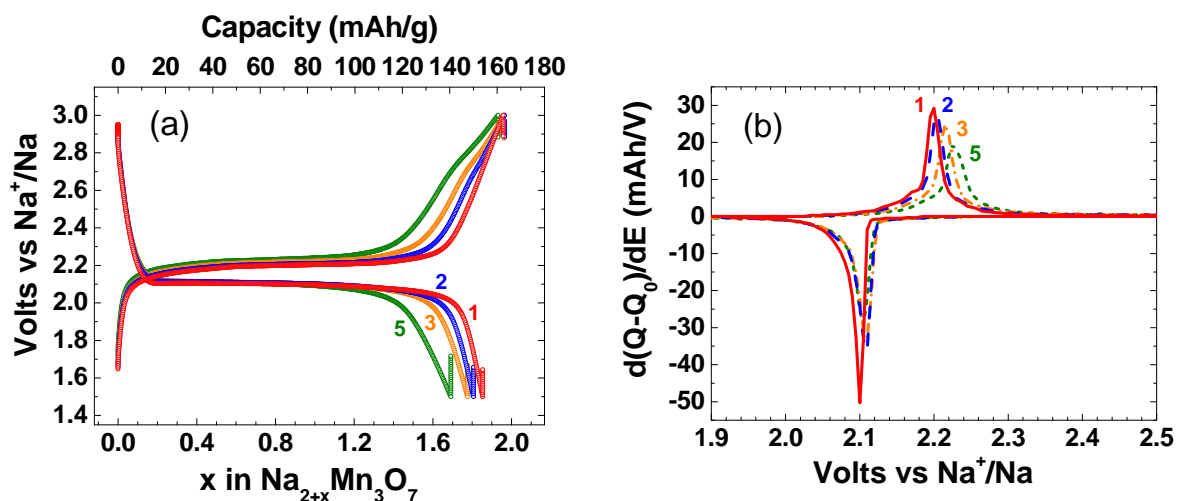 Capacity (mAh/g)
0 20 40 60 80 100 120 140 160 180
(a)
Volts vs Na⁺/Na
3.0
2.8
2.6
2.4
2.2
2.0
1.8
1.6
1.4
5 3 2 1
0.0 0.4 0.8 1.2 1.6 2.0
x in Na₂₊ₓMn₃O₇
(b)
d(Q-Q₀)/dE (mAh/V)
30
20
10
0
-10
-20
-30
-40
-50
1 2 3 5
1.9 2.0 2.1 2.2 2.3 2.4 2.5
Volts vs Na⁺/Na